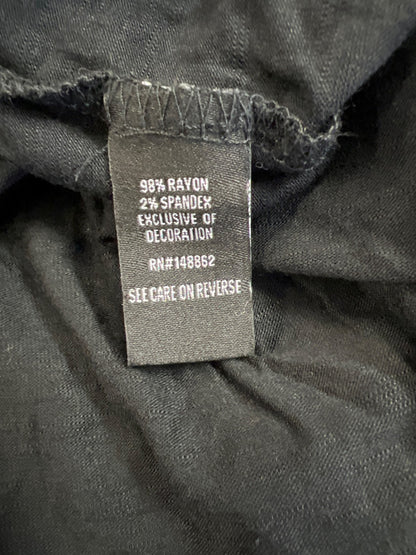 98% RAYON
2% SPANDEX
EXCLUSIVE OF
DECORATION
RN#148862
SEE CARE ON REVERSE